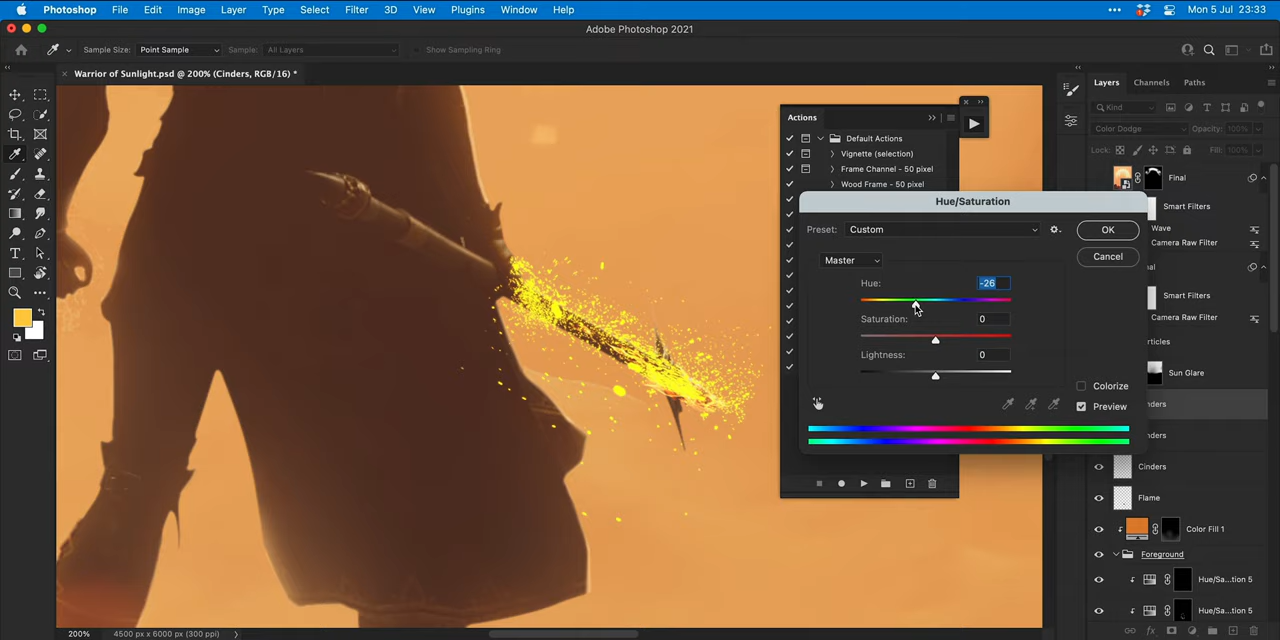 Photoshop File Edit Image Layer Type Select Filter 3D View Plugins Window Help Mon 5 Jul 23:33
Adobe Photoshop 2021
Sample Size: Point Sample Sample: All Layers Show Sampling Ring
Warrior of Sunlight.psd @ 200% (Cinders, RGB/16) *
Layers Channels Paths
Kind
Color Dodge Opacity: 100%
Lock: Fill: 100%
Actions
Default Actions
Vignette (selection)
Frame Channel - 50 pixel
Wood Frame - 50 pixel
Hue/Saturation
Preset: Custom
OK
Cancel
Master
Hue: -26
Saturation: 0
Lightness: 0
Colorize
Preview
Final
Smart Filters
Wave
Camera Raw Filter
nal
Smart Filters
Camera Raw Filter
articles
Sun Glare
nders
nders
Cinders
Flame
Color Fill 1
Foreground
Hue/Sa...tion 5
Hue/Sa...tion 5
200% 4500 px x 6000 px (300 ppi)